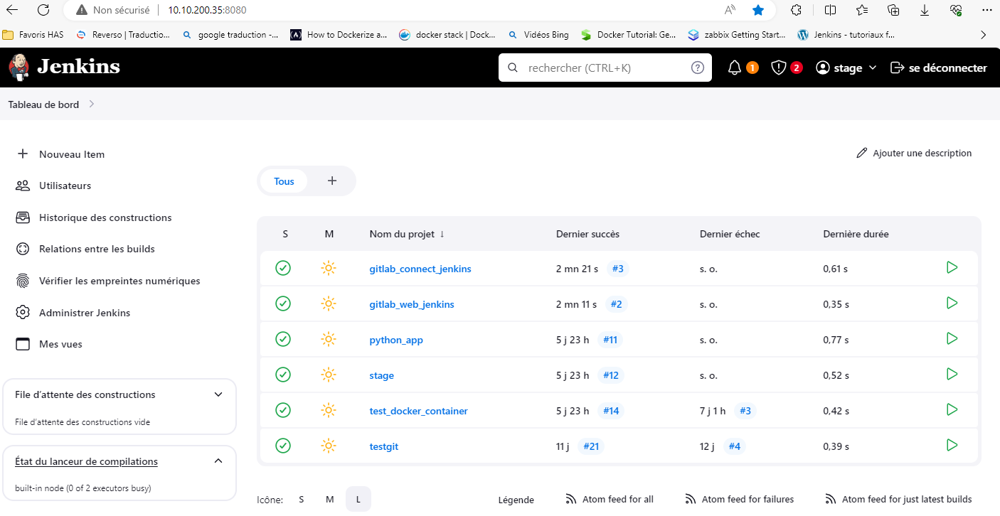 Non sécurisé 10.10.200.35:8080
Favoris HAS Reverso | Traductio... google traduction -... How to Dockerize a... docker stack | Dock... Vidéos Bing Docker Tutorial: Ge... zabbix Getting Start... Jenkins - tutoriaux f...
Jenkins rechercher (CTRL+K) 1 2 stage se déconnecter
Tableau de bord
Nouveau Item
Utilisateurs
Historique des constructions
Relations entre les builds
Vérifier les empreintes numériques
Administrer Jenkins
Mes vues
File d'attente des constructions
File d'attente des constructions vide
État du lanceur de compilations
built-in node (0 of 2 executors busy)
Ajouter une description
Tous +
S M Nom du projet ↓ Dernier succès Dernier échec Dernière durée
gitlab_connect_jenkins 2 mn 21 s #3 s. o. 0,61 s
gitlab_web_jenkins 2 mn 11 s #2 s. o. 0,35 s
python_app 5 j 23 h #11 s. o. 0,77 s
stage 5 j 23 h #12 s. o. 0,52 s
test_docker_container 5 j 23 h #14 7 j 1 h #3 0,42 s
testgit 11 j #21 12 j #4 0,39 s
Icône: S M L Légende Atom feed for all Atom feed for failures Atom feed for just latest builds